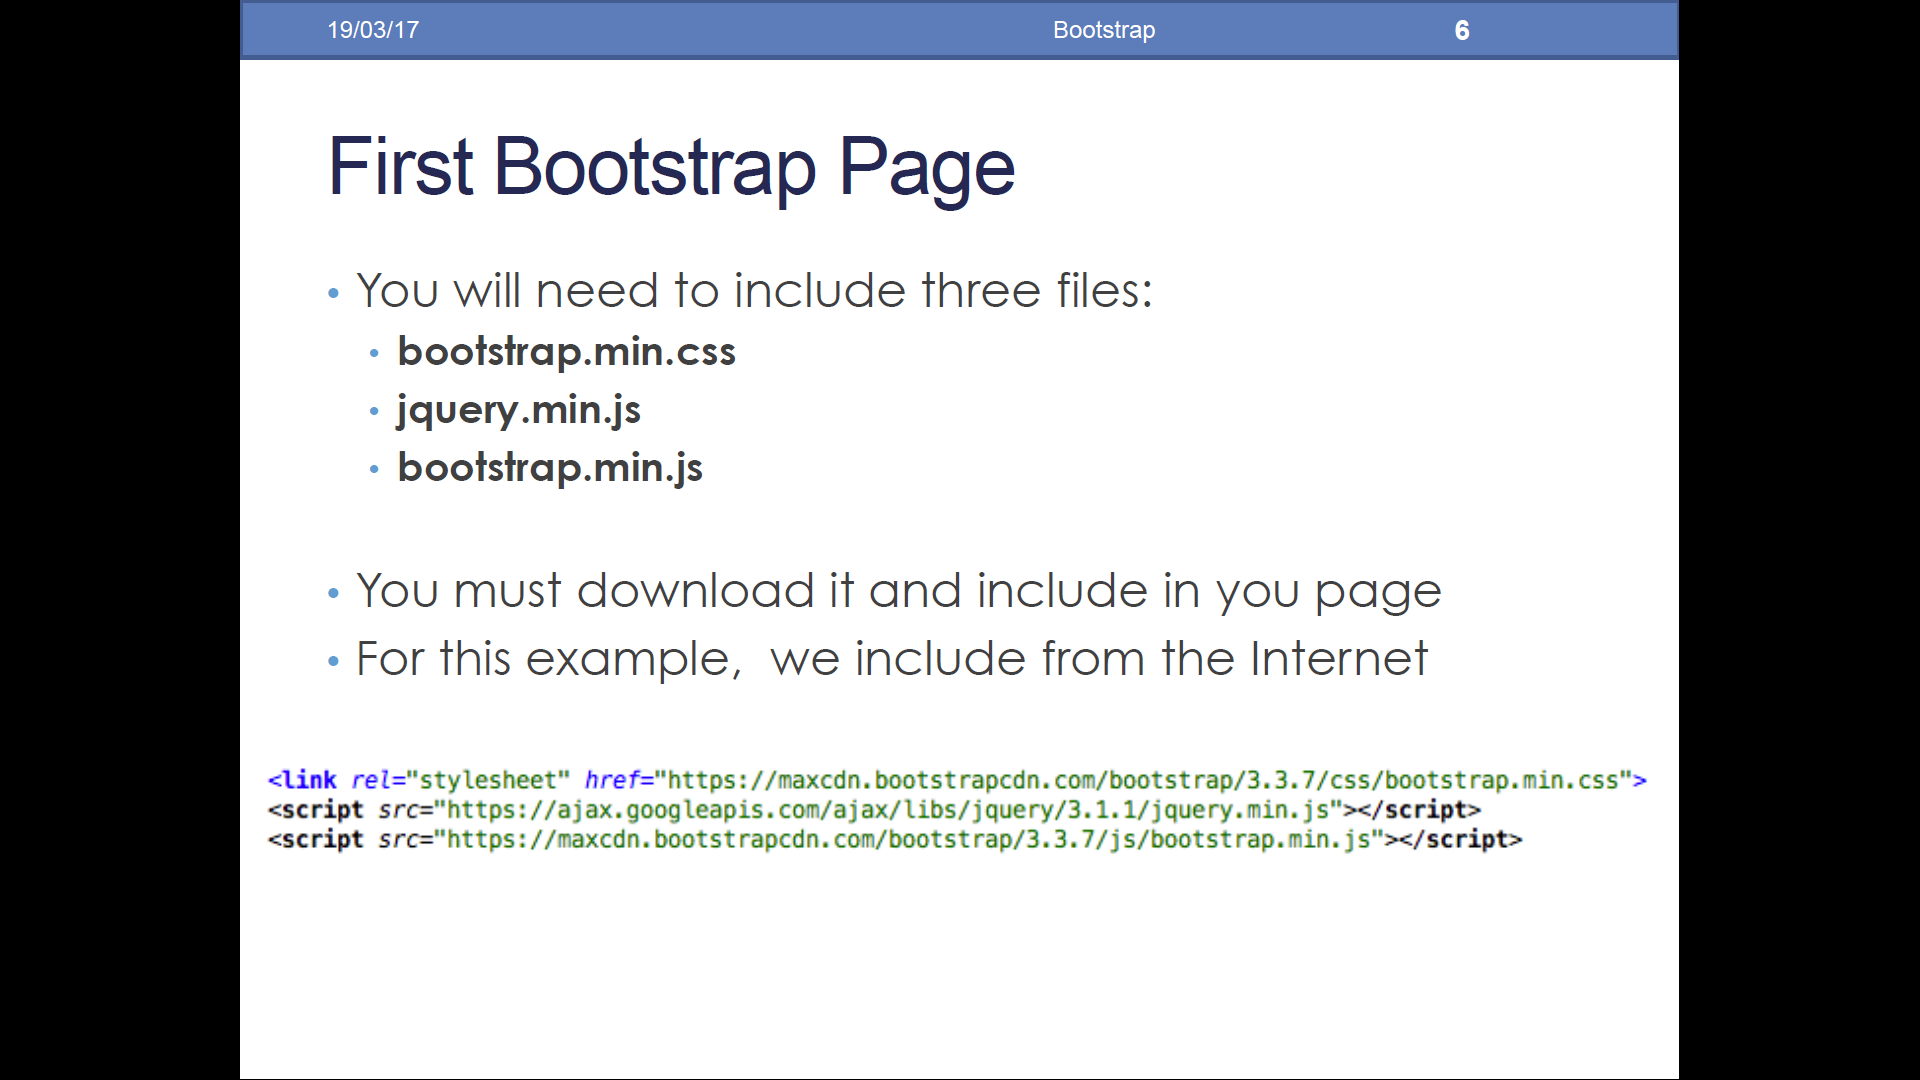 19/03/17 Bootstrap 6
First Bootstrap Page
• You will need to include three files:
• bootstrap.min.css
• jquery.min.js
• bootstrap.min.js
• You must download it and include in you page
• For this example,  we include from the Internet
<link rel="stylesheet" href="https://maxcdn.bootstrapcdn.com/bootstrap/3.3.7/css/bootstrap.min.css">
<script src="https://ajax.googleapis.com/ajax/libs/jquery/3.1.1/jquery.min.js"></script>
<script src="https://maxcdn.bootstrapcdn.com/bootstrap/3.3.7/js/bootstrap.min.js"></script>